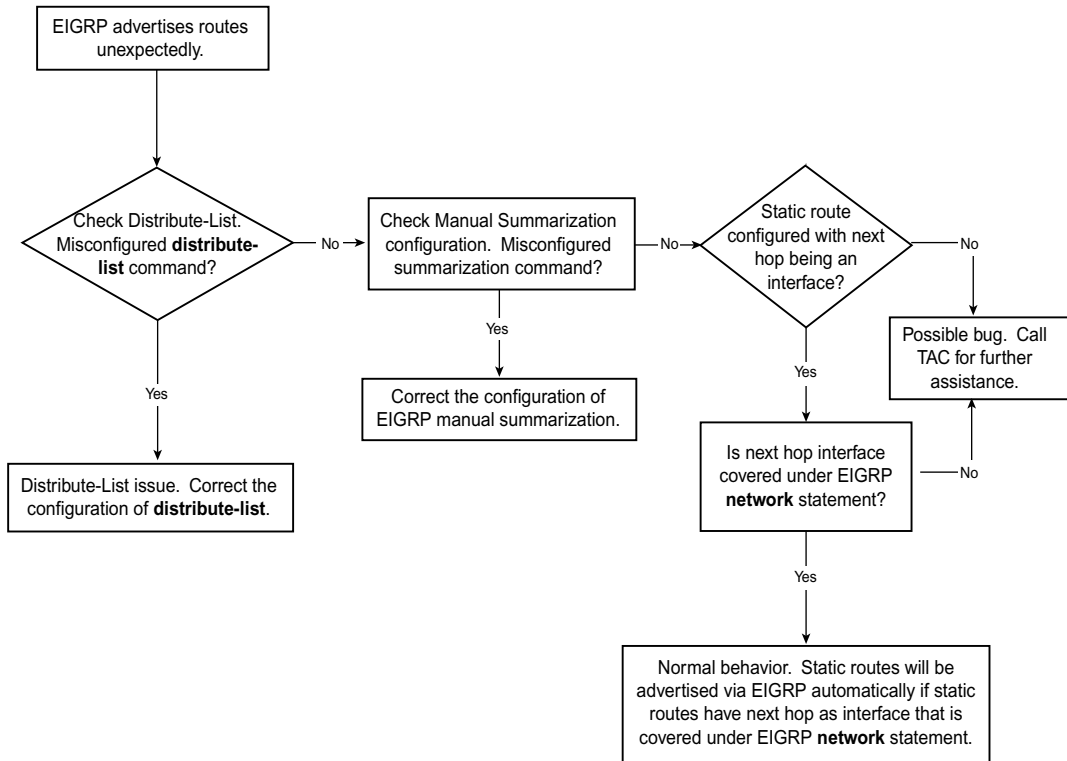 EIGRP advertises routes
unexpectedly.
Check Distribute-List.
Misconfigured distribute-
list command?
No
Check Manual Summarization
configuration.  Misconfigured
summarization command?
No
Static route
configured with next
hop being an
interface?
No
Possible bug.  Call
TAC for further
assistance.
Yes
Yes
Yes
Correct the configuration of
EIGRP manual summarization.
Is next hop interface
covered under EIGRP
network statement?
No
Distribute-List issue.  Correct the
configuration of distribute-list.
Yes
Normal behavior.  Static routes will be
advertised via EIGRP automatically if static
routes have next hop as interface that is
covered under EIGRP network statement.